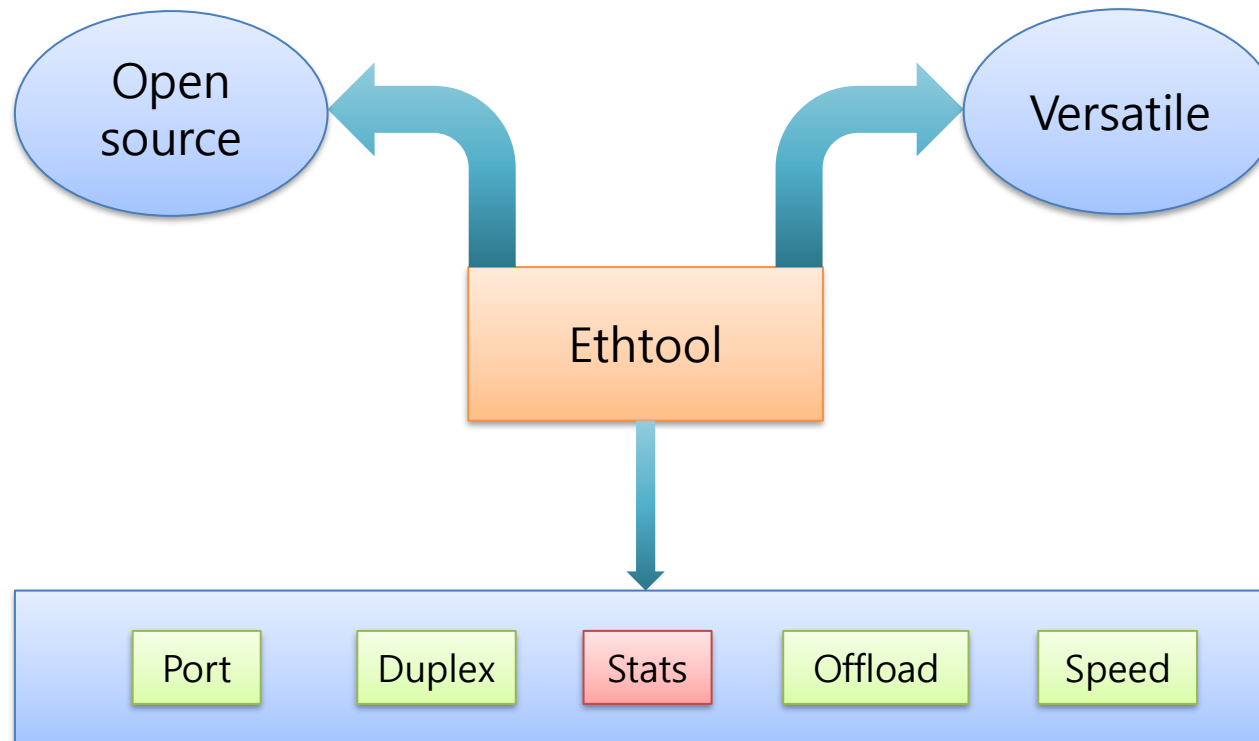 Open
source
Versatile
Ethtool
Port
Duplex
Stats
Offload
Speed